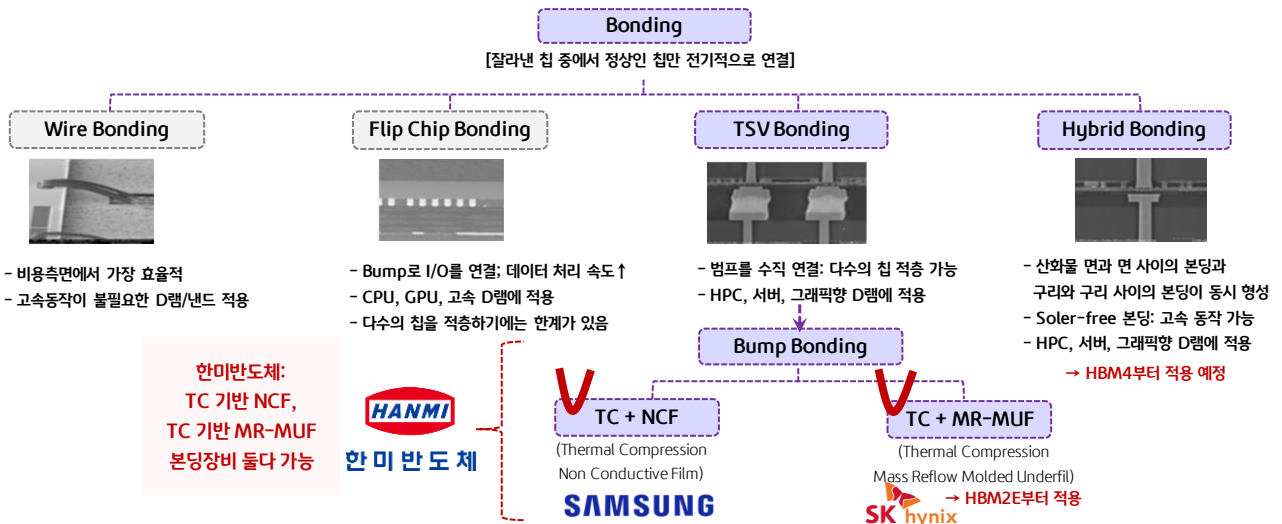 Bonding
[잘라낸 칩 중에서 정상인 칩만 전기적으로 연결]
Wire Bonding
- 비용측면에서 가장 효율적
- 고속동작이 불필요한 D램/낸드 적용
Flip Chip Bonding
- Bump로 I/O를 연결; 데이터 처리 속도↑
- CPU, GPU, 고속 D램에 적용
- 다수의 칩을 적층하기에는 한계가 있음
TSV Bonding
- 범프를 수직 연결: 다수의 칩 적층 가능
- HPC, 서버, 그래픽향 D램에 적용
Hybrid Bonding
- 산화물 면과 면 사이의 본딩과
구리와 구리 사이의 본딩이 동시 형성
- Soler-free 본딩: 고속 동작 가능
- HPC, 서버, 그래픽향 D램에 적용
→ HBM4부터 적용 예정
Bump Bonding
한미반도체:
TC 기반 NCF,
TC 기반 MR-MUF
본딩장비 둘다 가능
HANMI
한미반도체
TC + NCF
(Thermal Compression
Non Conductive Film)
SAMSUNG
TC + MR-MUF
(Thermal Compression
Mass Reflow Molded Underfil)
→ HBM2E부터 적용
SK hynix